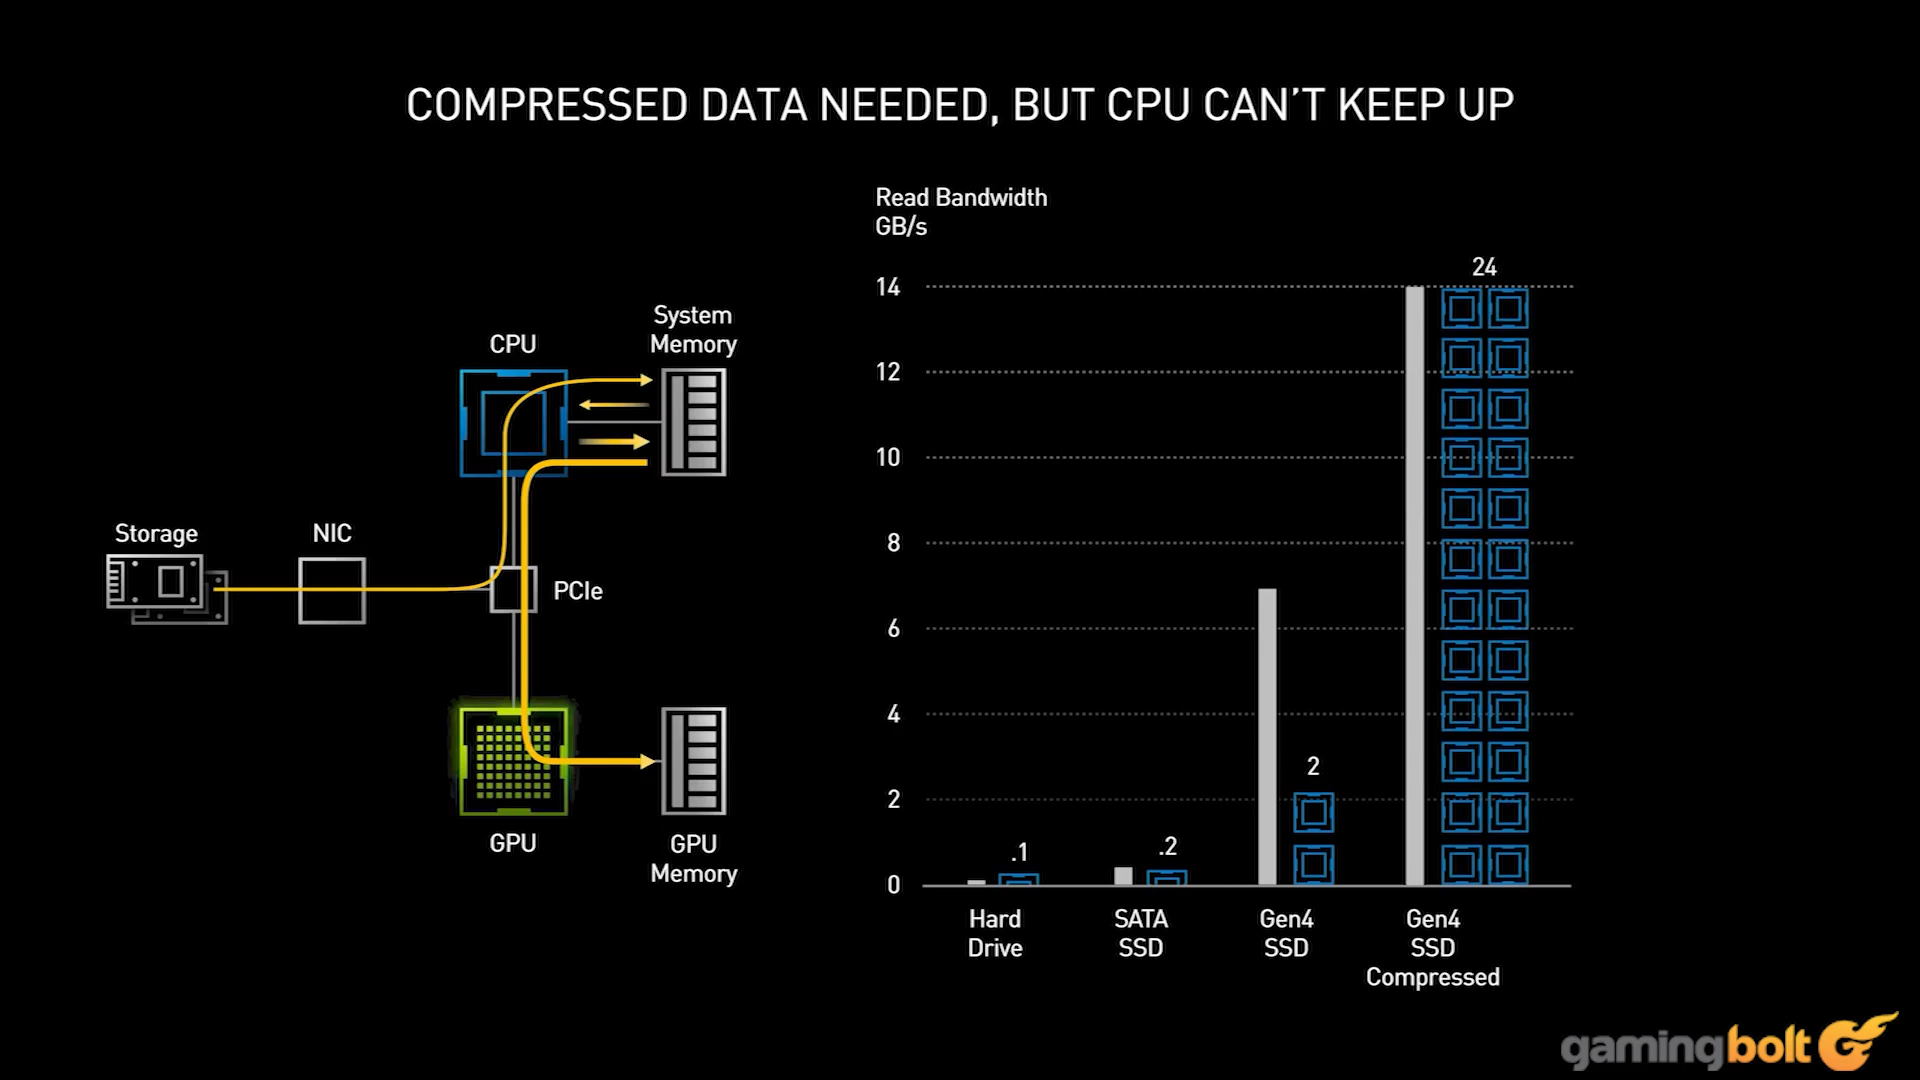 COMPRESSED DATA NEEDED, BUT CPU CAN'T KEEP UP
Storage
NIC
CPU
System
Memory
PCIe
GPU
GPU
Memory
Read Bandwidth
GB/s
14
12
10
8
6
4
2
0
.1
.2
2
24
Hard
Drive
SATA
SSD
Gen4
SSD
Gen4
SSD
Compressed
gamingbolt